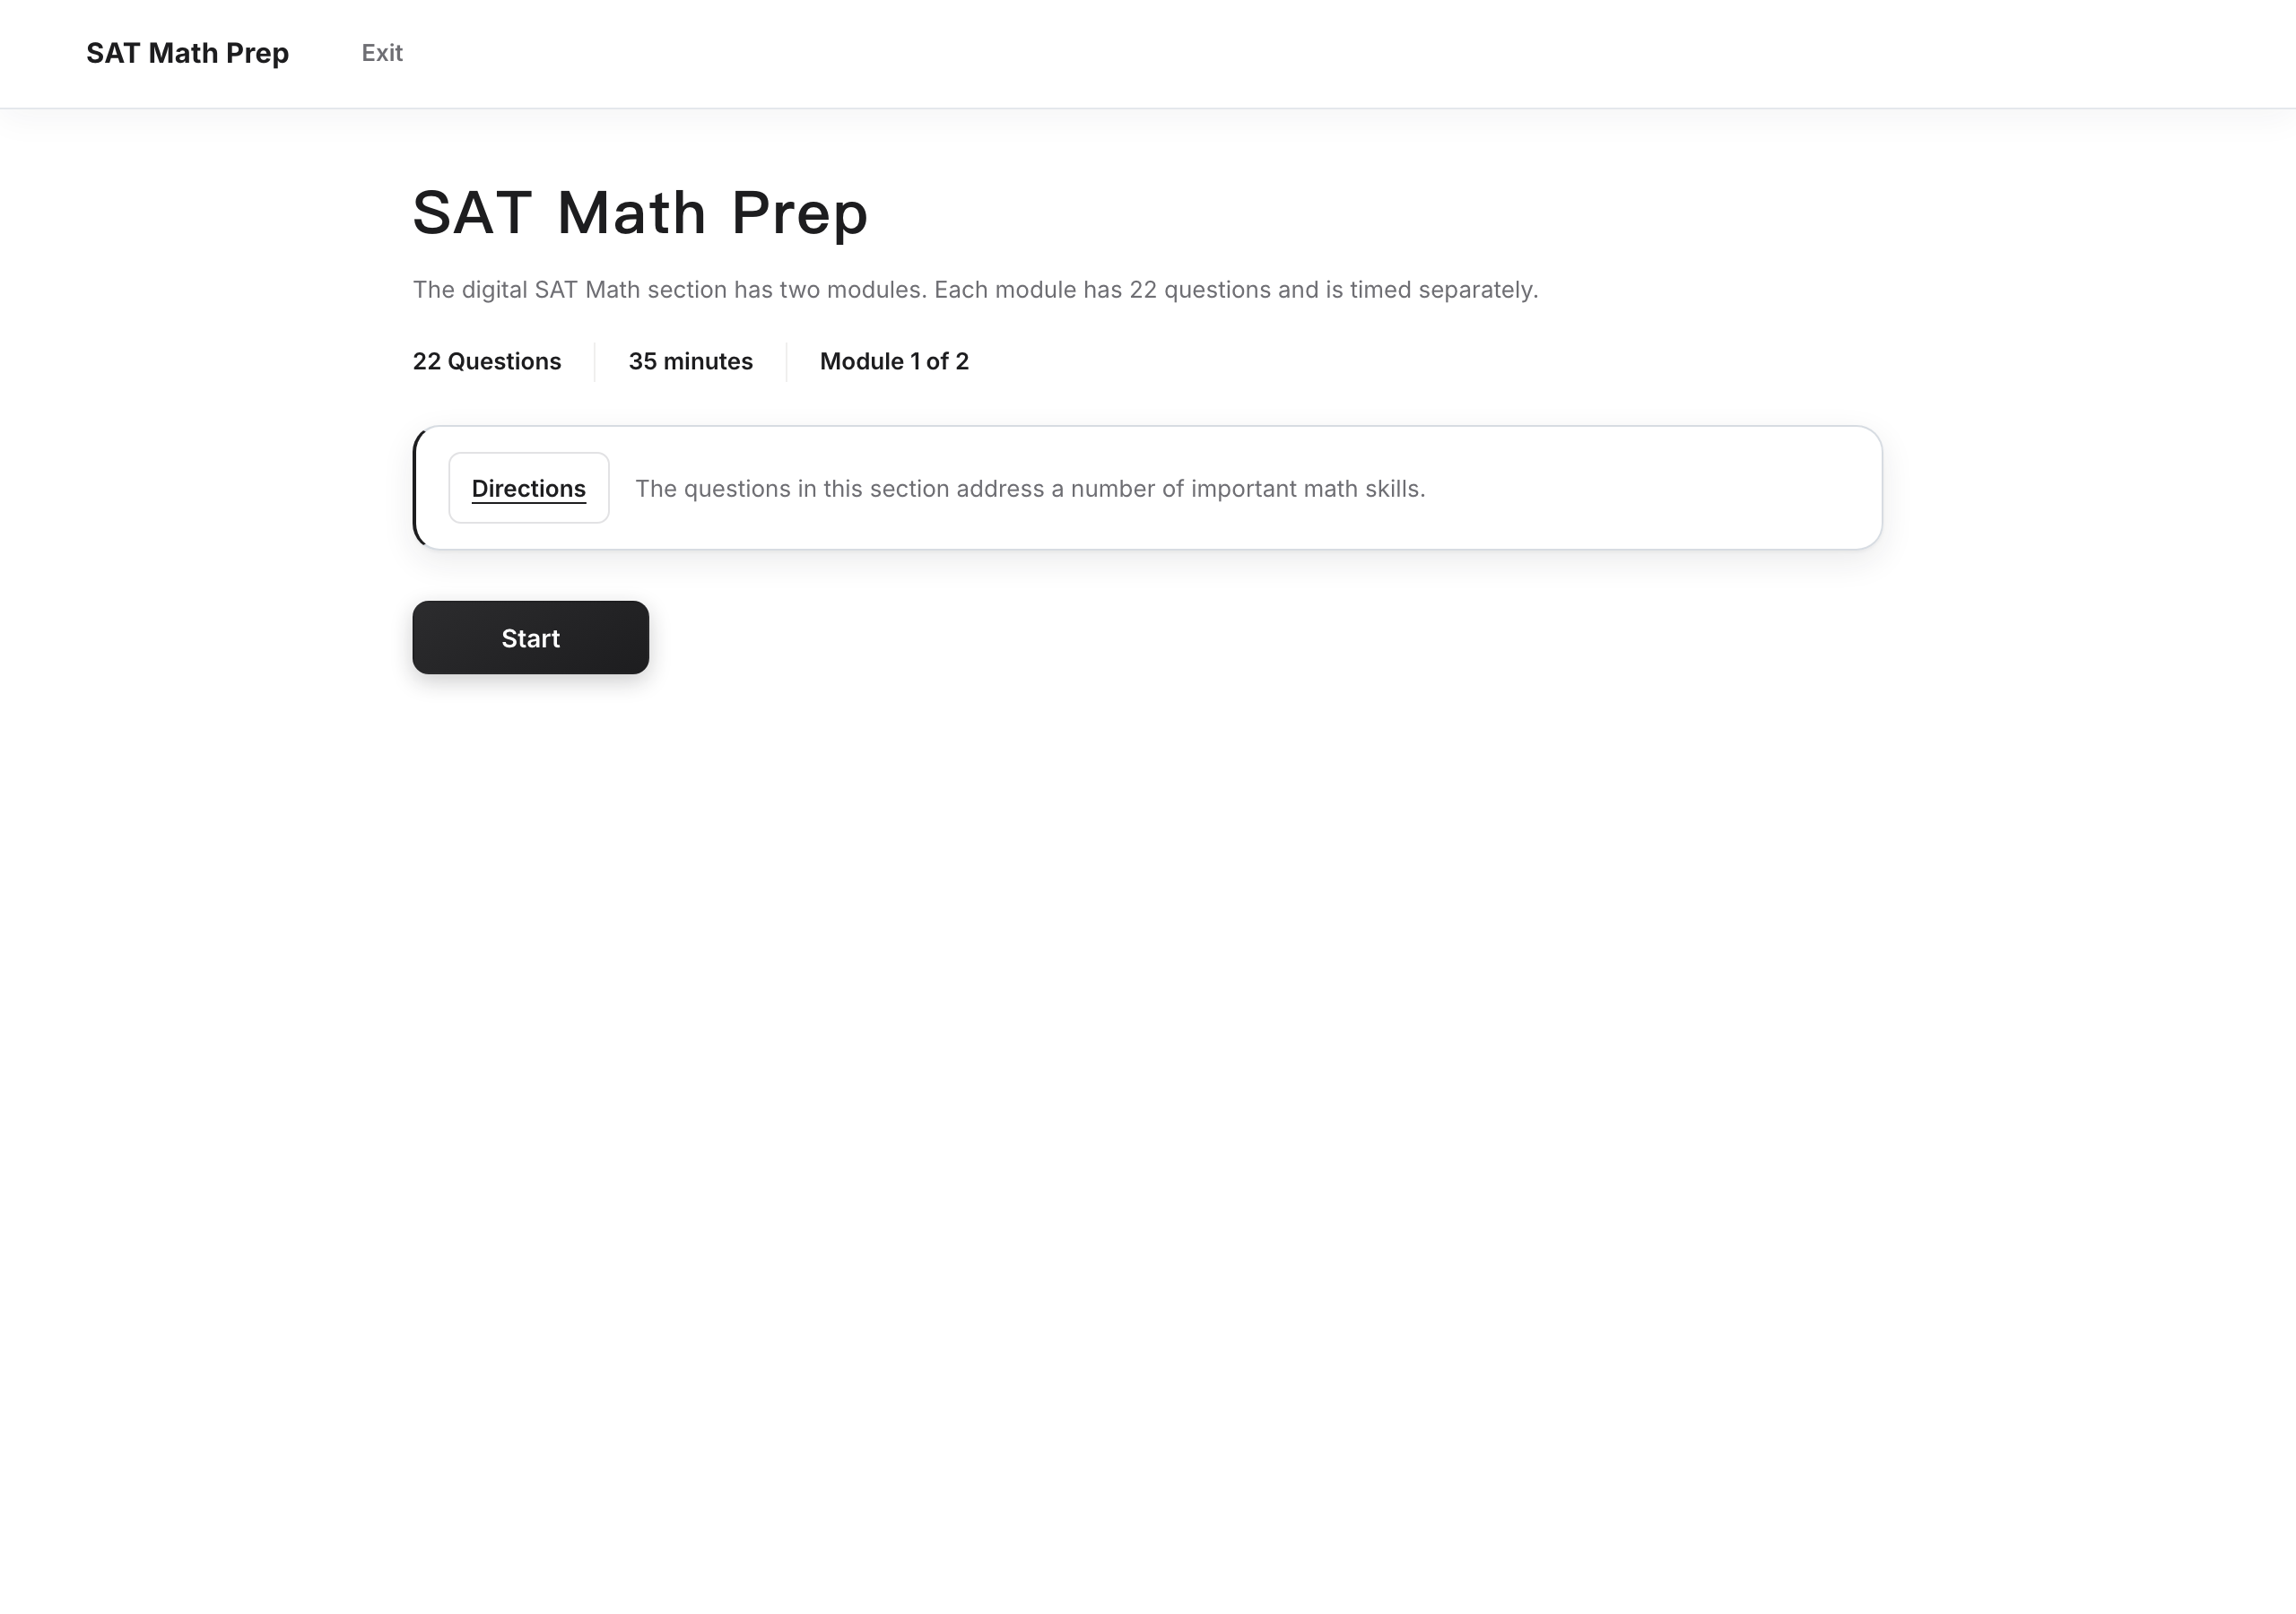 SAT Math Prep Exit
SAT Math Prep
The digital SAT Math section has two modules. Each module has 22 questions and is timed separately.
22 Questions 35 minutes Module 1 of 2
Directions The questions in this section address a number of important math skills.
Start